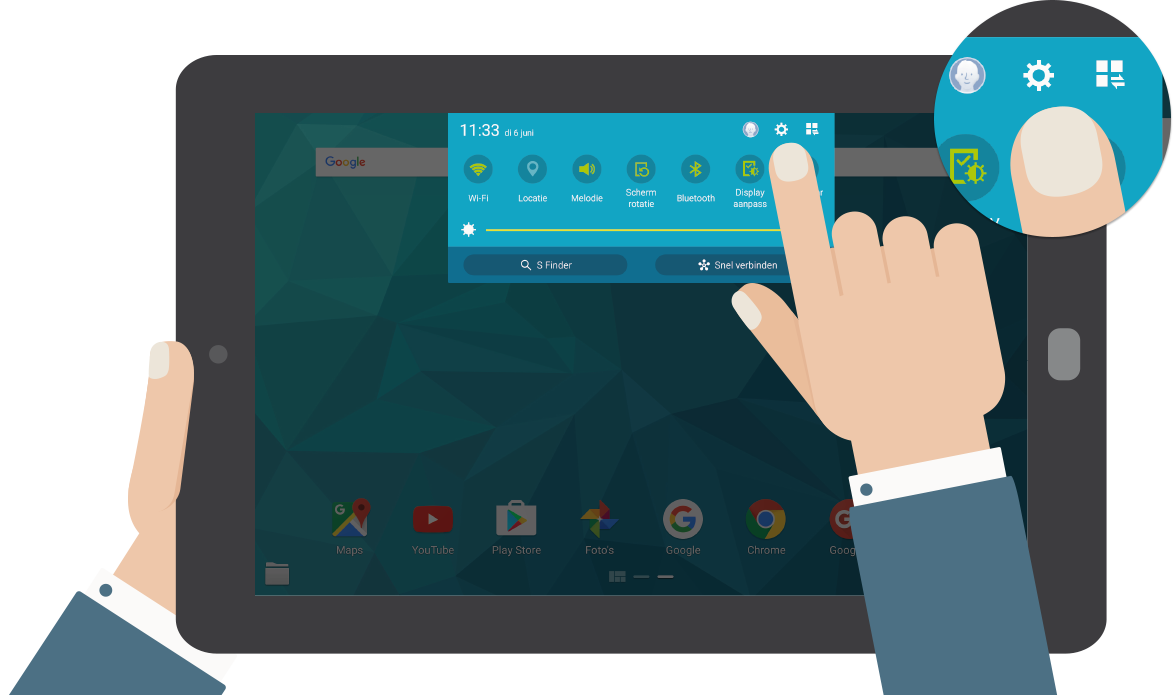 11:33 di 6 juni
Google
Wi-Fi
Locatie
Melodie
Scherm
rotatie
Bluetooth
Display
aanpass
S Finder
Snel verbinden
G
Maps
YouTube
Play Store
Foto's
G
Google
Chrome
G